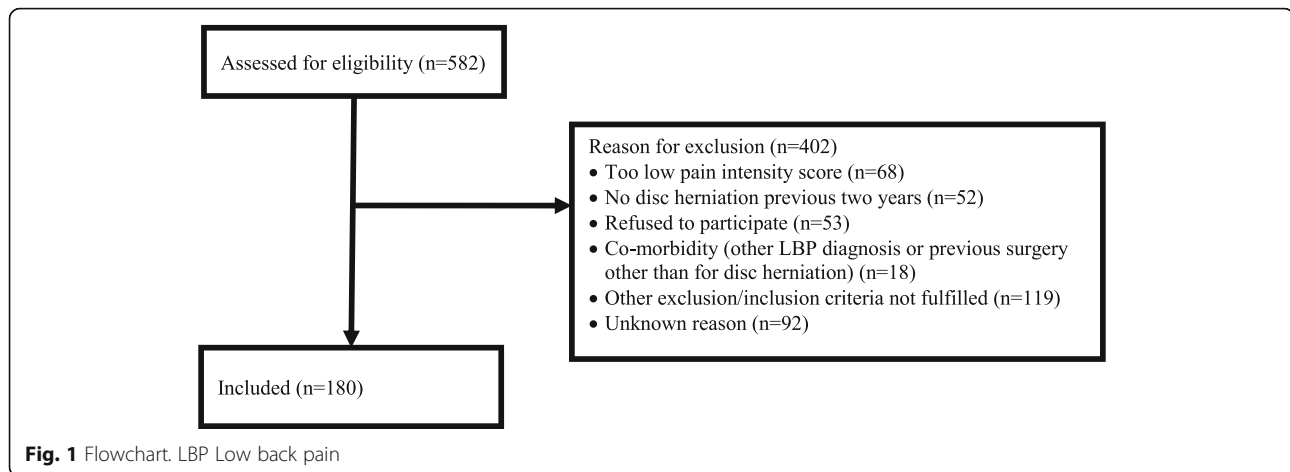 Assessed for eligibility (n=582)
Reason for exclusion (n=402)
• Too low pain intensity score (n=68)
• No disc herniation previous two years (n=52)
• Refused to participate (n=53)
• Co-morbidity (other LBP diagnosis or previous surgery
other than for disc herniation) (n=18)
• Other exclusion/inclusion criteria not fulfilled (n=119)
• Unknown reason (n=92)
Included (n=180)
Fig. 1 Flowchart. LBP Low back pain